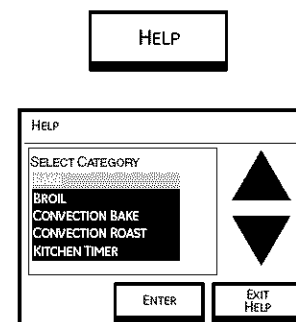 HELP
HELP
SELECT CATEGORY
BROIL
CONVECTION BAKE
CONVECTION ROAST
KITCHEN TIMER
ENTER
EXIT
HELP